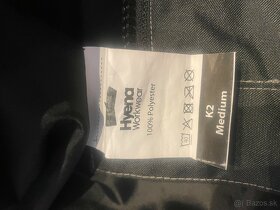 Hyena
Workwear
100% Polyester
K2
Medium
Bazos.sk